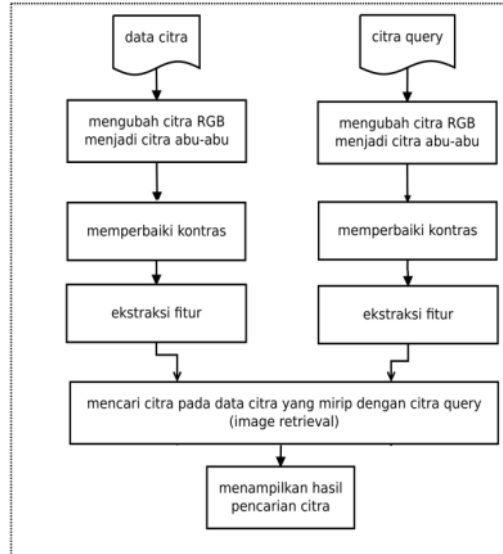 data citra
citra query
mengubah citra RGB
menjadi citra abu-abu
mengubah citra RGB
menjadi citra abu-abu
memperbaiki kontras
memperbaiki kontras
ekstraksi fitur
ekstraksi fitur
mencari citra pada data citra yang mirip dengan citra query
(image retrieval)
menampilkan hasil
pencarian citra